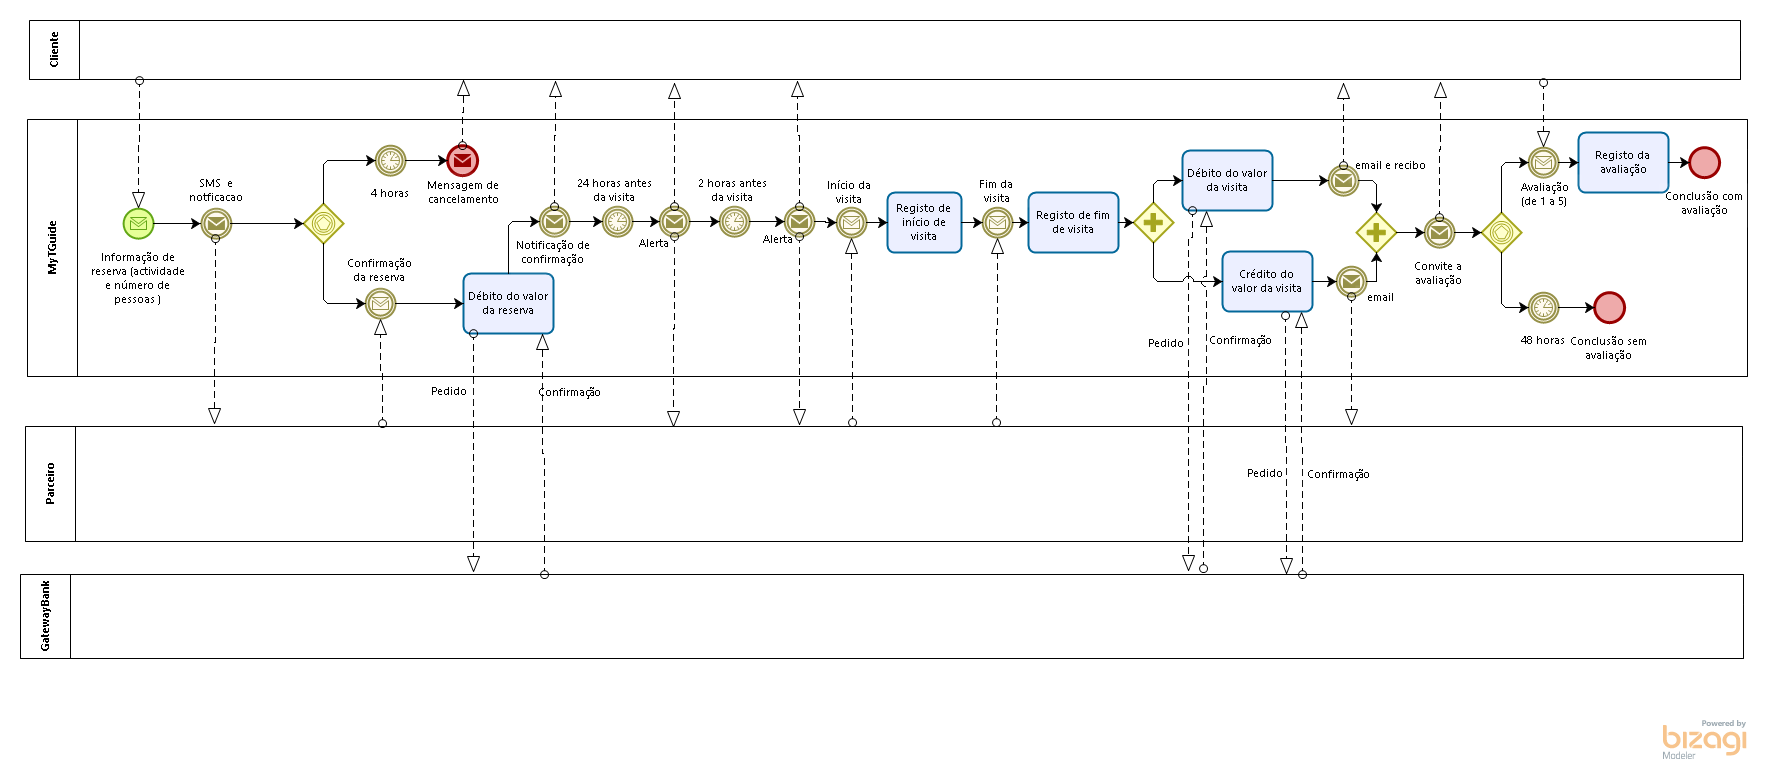 Cliente
MyTGuide
Informação de
reserva (actividade
e número de
pessoas )
SMS  e
notficacao
4 horas
Mensagem de
cancelamento
Confirmação
da reserva
Débito do valor
da reserva
Notificação de
confirmação
24 horas antes
da visita
Alerta
2 horas antes
da visita
Alerta
Início da
visita
Registo de
início de
visita
Fim da
visita
Registo de fim
de visita
Débito do valor
da visita
email e recibo
Crédito do
valor da visita
email
Convite a
avaliação
Avaliação
(de 1 a 5)
Registo da
avaliação
Conclusão com
avaliação
48 horas
Conclusão sem
avaliação
Pedido
Confirmação
Pedido
Confirmação
Pedido
Confirmação
Parceiro
GatewayBank
Powered by
bizagi
Modeler